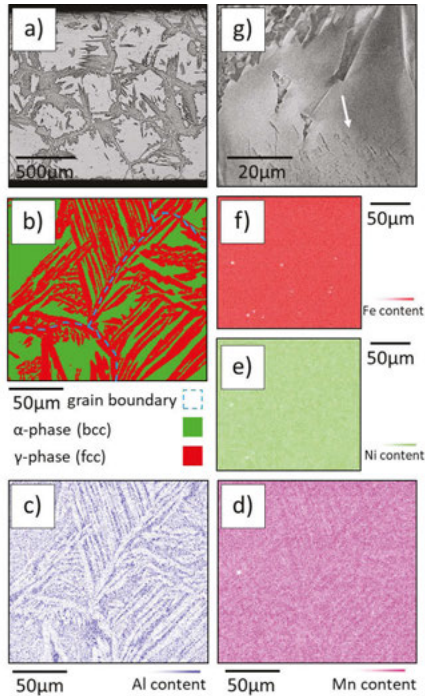 a)
500µm
g)
20µm
b)
50µm
grain boundary
α-phase (bcc)
γ-phase (fcc)
f)
50µm
Fe content
e)
50µm
Ni content
c)
50µm
Al content
d)
50µm
Mn content